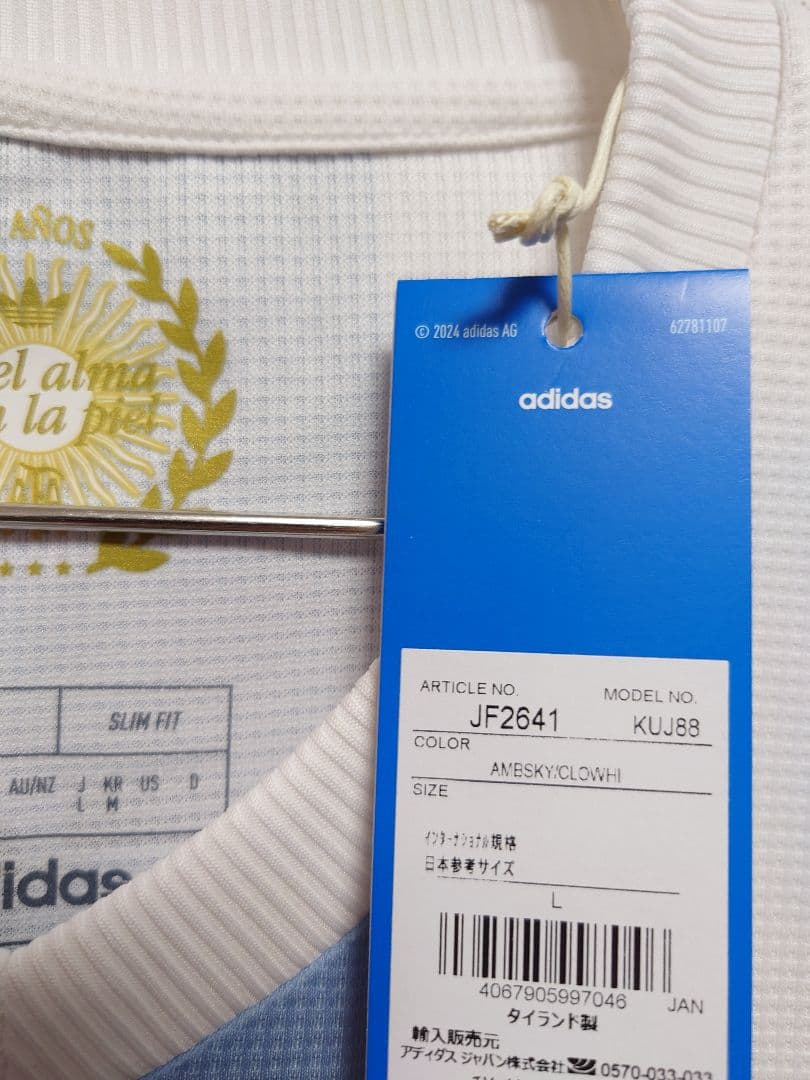 AÑOS
el alma
la piel
SLIM FIT
AU/NZ J KR US D
L M
idas
© 2024 adidas AG
62781107
adidas
ARTICLE NO.
JF2641
MODEL NO.
KUJ88
COLOR
AMBSKY/CLOWHI
SIZE
インターナショナル規格
日本参考サイズ
L
4067905997046
JAN
タイランド製
輸入販売元
アディダス ジャパン株式会社 0570-033-033